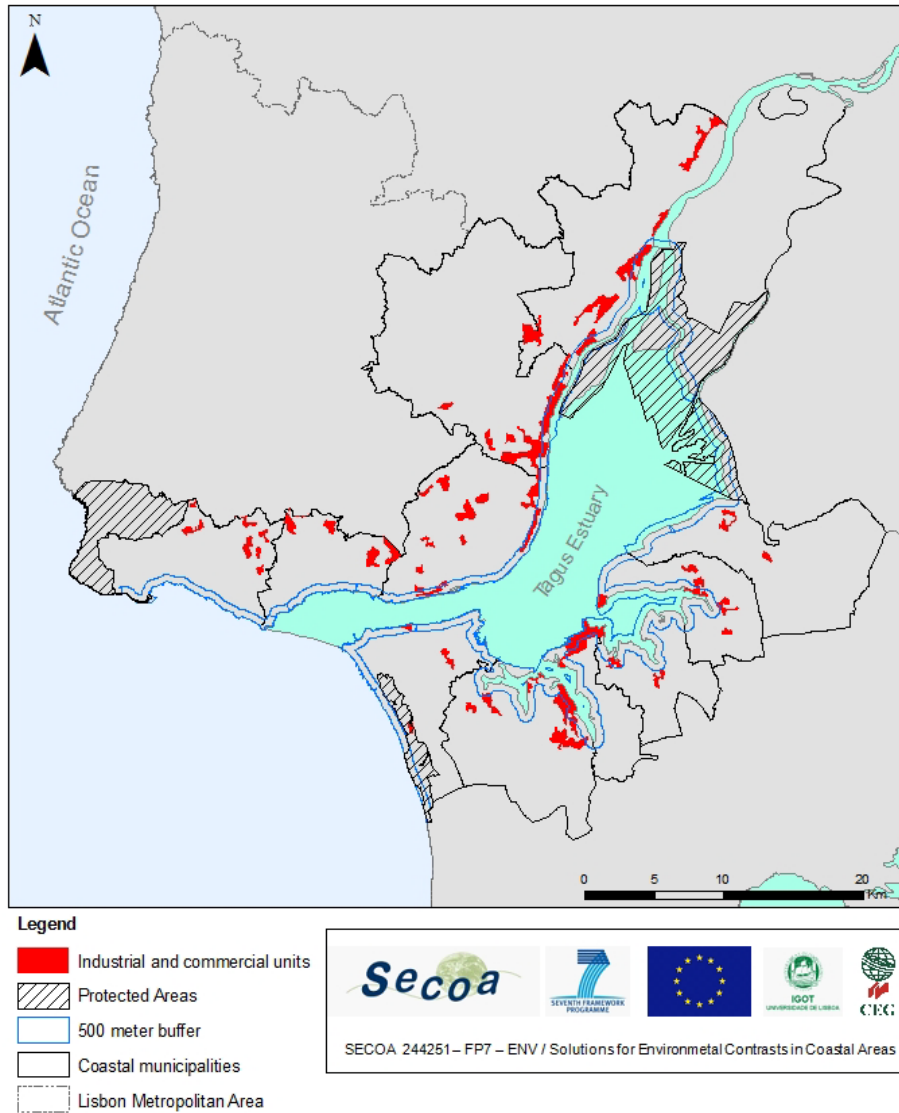 N
Atlantic Ocean
Tagus Estuary
0 5 10 20
Km
Legend
Industrial and commercial units
Protected Areas
500 meter buffer
Coastal municipalities
Lisbon Metropolitan Area
Secoa
7
SEVENTH FRAMEWORK
PROGRAMME
IGOT
UNIVERSIDADE DE LISBOA
CEG
SECOA 244251 – FP7 – ENV / Solutions for Environmetal Contrasts in Coastal Areas